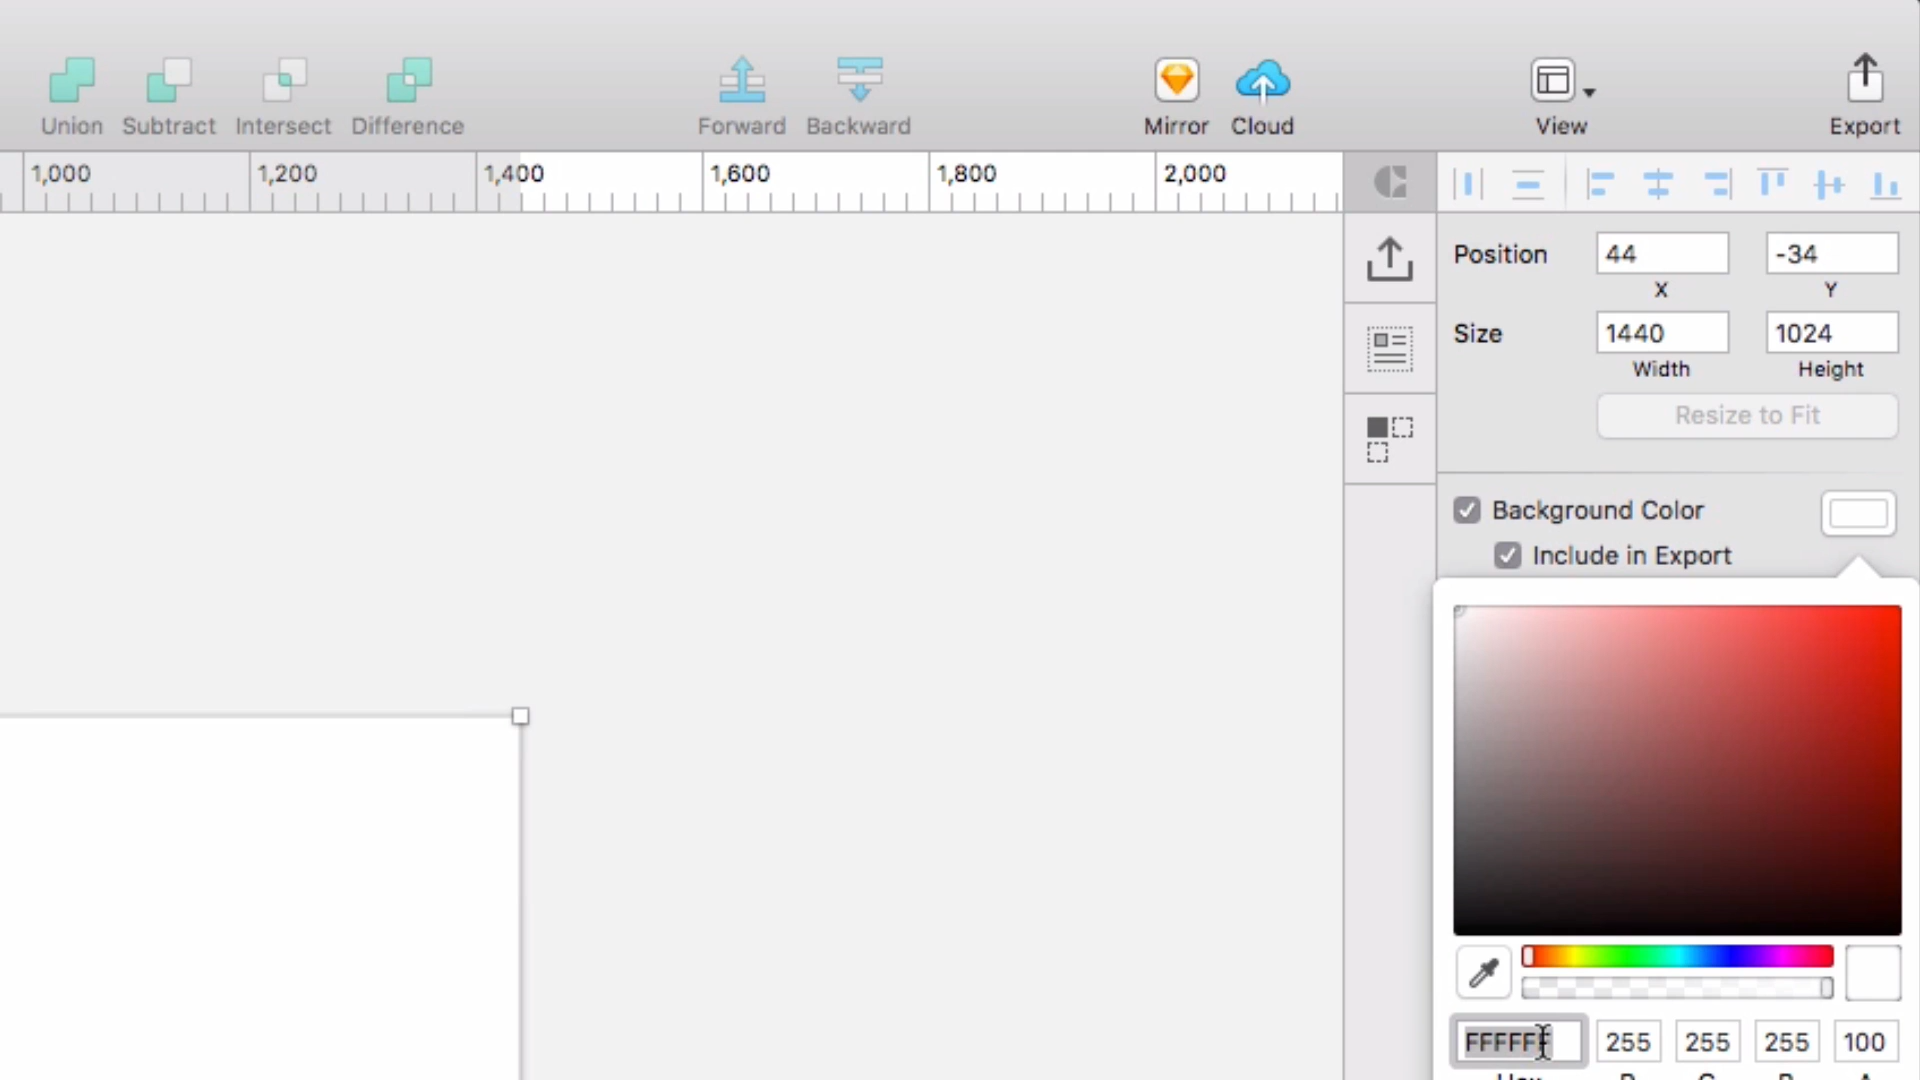 Union Subtract Intersect Difference Forward Backward Mirror Cloud View Export
1,000 1,200 1,400 1,600 1,800 2,000
Position 44 -34
X Y
Size 1440 1024
Width Height
Resize to Fit
Background Color
Include in Export
FFFFFF 255 255 255 100